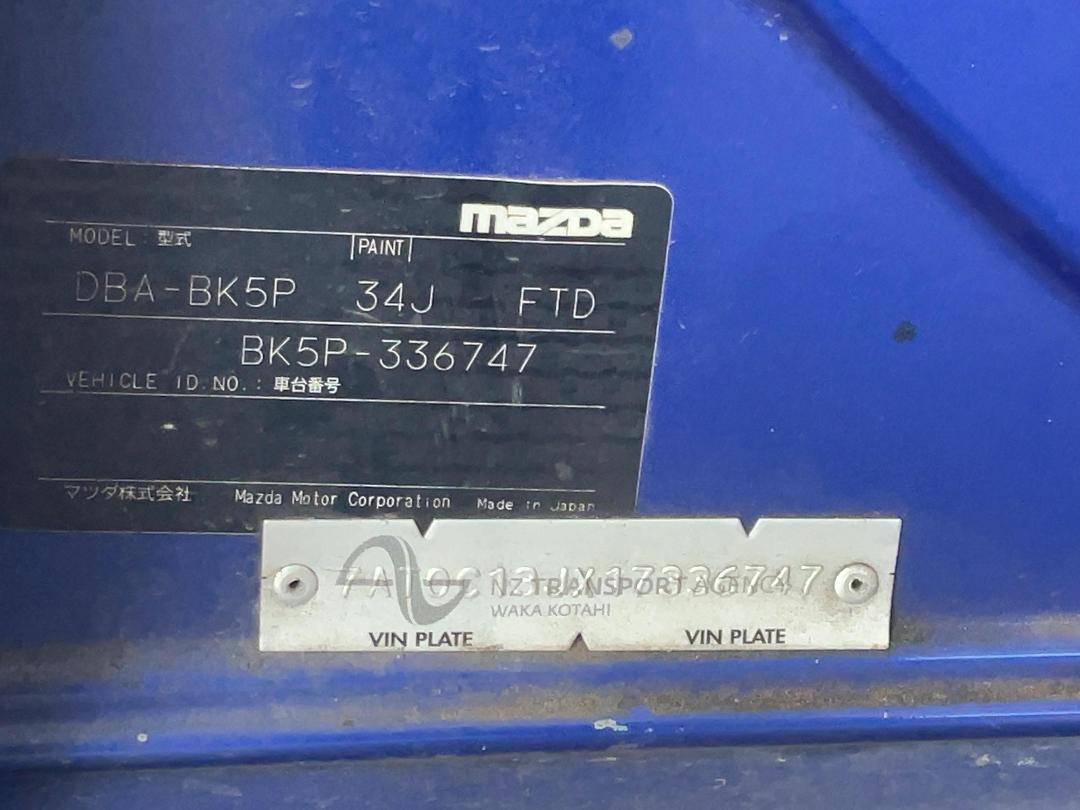 mazda
MODEL : 型式 PAINT
DBA-BK5P 34J FTD
BK5P-336747
VEHICLE ID.NO. : 車台番号
マツダ株式会社 Mazda Motor Corporation Made in Japan
7AT0C13JX17336747
NZ TRANSPORT AGENCY
WAKA KOTAHI
VIN PLATE VIN PLATE